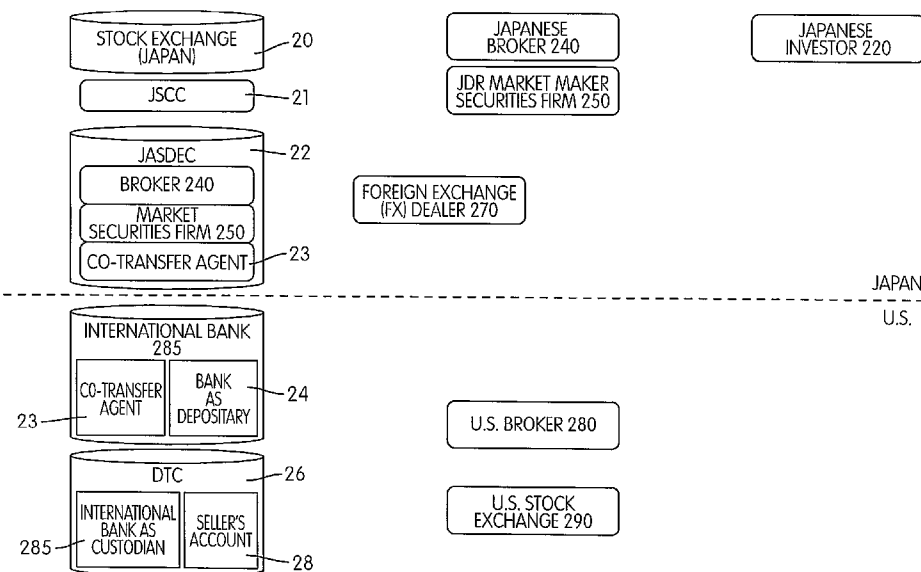 STOCK EXCHANGE
(JAPAN)
20
JAPANESE
BROKER 240
JAPANESE
INVESTOR 220
JSCC
21
JDR MARKET MAKER
SECURITIES FIRM 250
JASDEC
22
BROKER 240
MARKET
SECURITIES FIRM 250
CO-TRANSFER AGENT
23
FOREIGN EXCHANGE
(FX) DEALER 270
JAPAN
U.S.
INTERNATIONAL BANK
285
CO-TRANSFER
AGENT
23
BANK
AS
DEPOSITARY
24
U.S. BROKER 280
DTC
26
INTERNATIONAL
BANK AS
CUSTODIAN
285
SELLER'S
ACCOUNT
28
U.S. STOCK
EXCHANGE 290